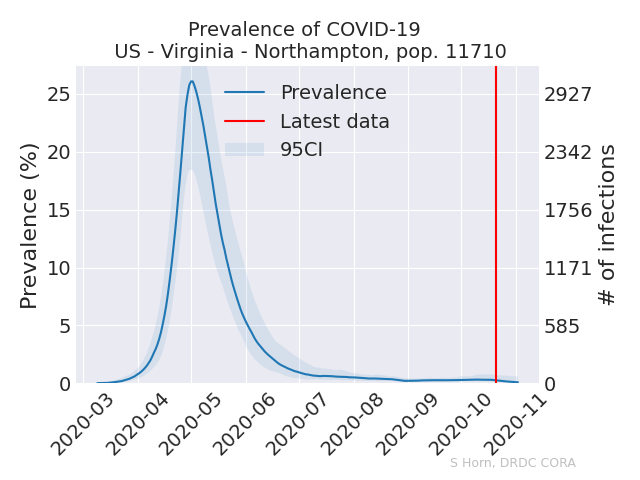 Prevalence of COVID-19
US - Virginia - Northampton, pop. 11710
Prevalence
Latest data
95CI
Prevalence (%)
25
20
15
10
5
0
2927
2342
1756
1171
585
0
# of infections
2020-03
2020-04
2020-05
2020-06
2020-07
2020-08
2020-09
2020-10
2020-11
S Horn, DRDC CORA